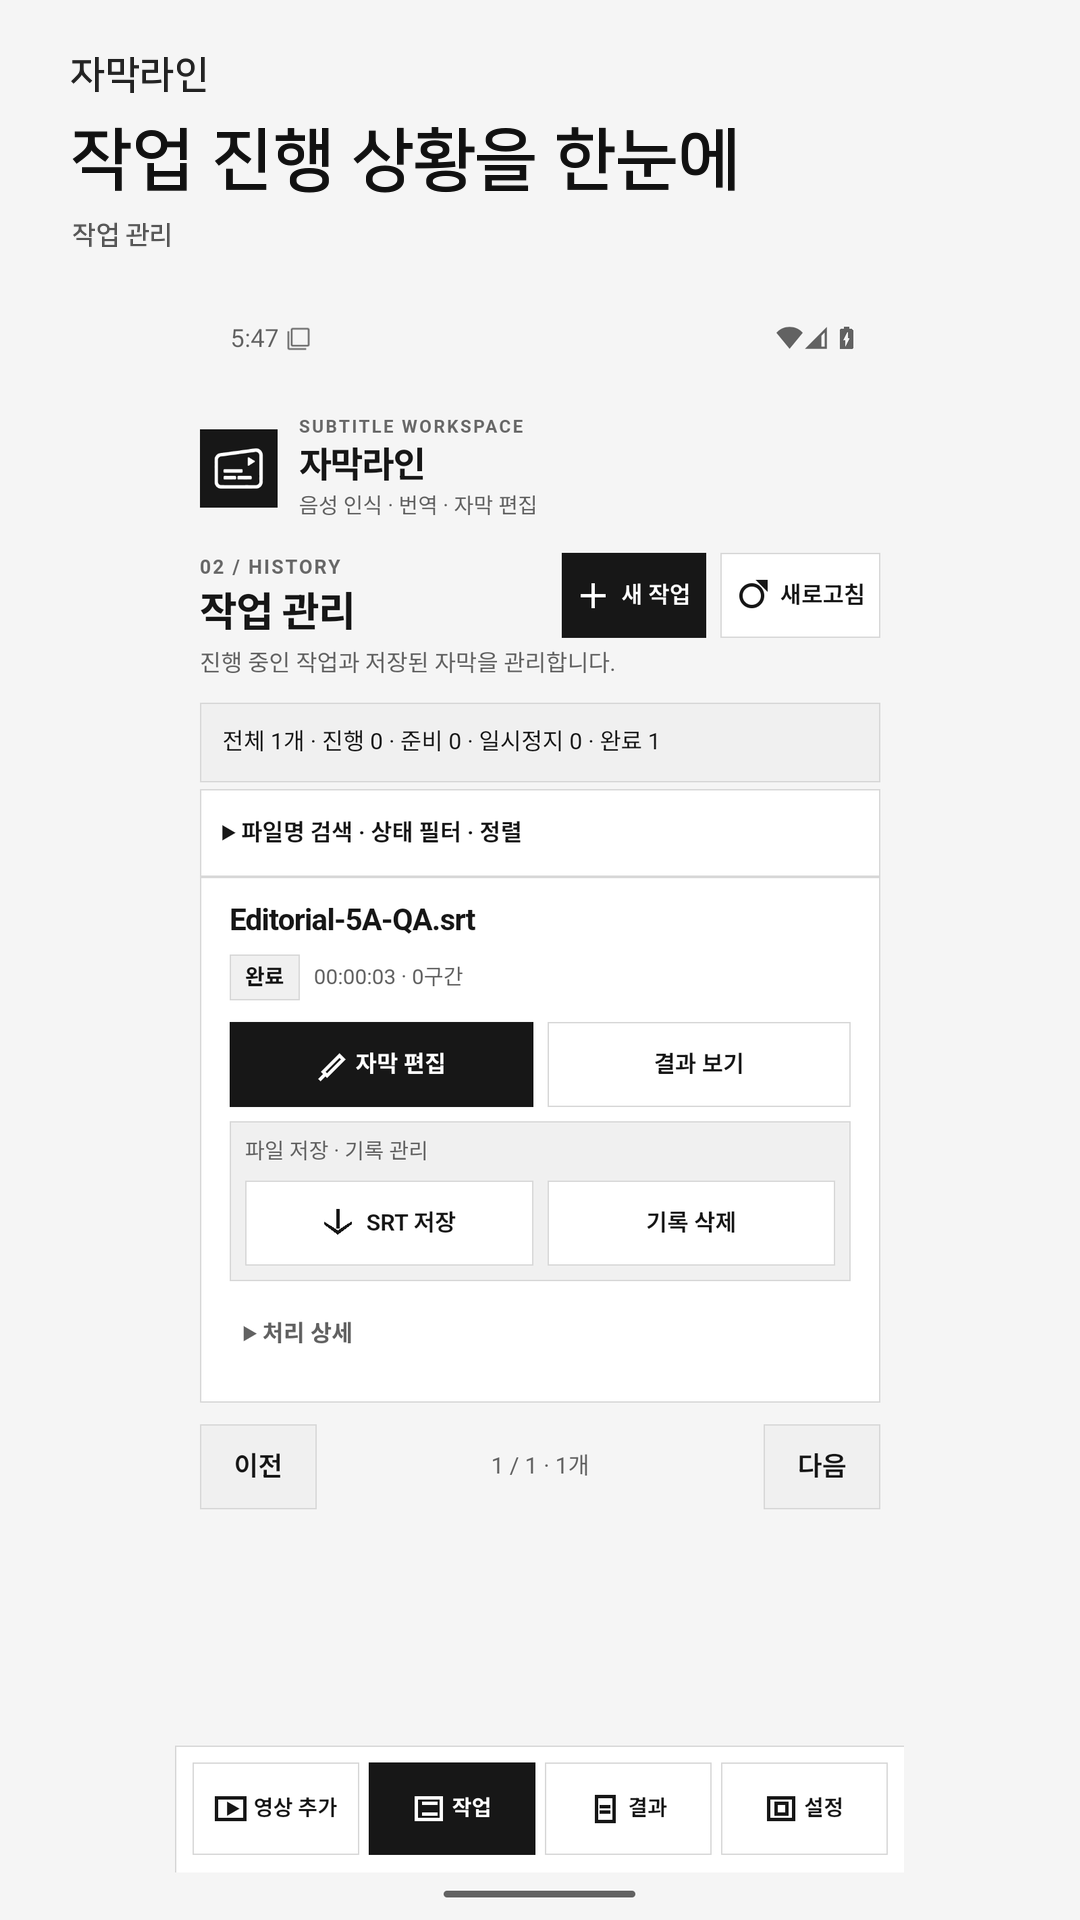 자막라인
작업 진행 상황을 한눈에
작업 관리
5:47
SUBTITLE WORKSPACE
자막라인
음성 인식 · 번역 · 자막 편집
02 / HISTORY
작업 관리
새 작업
새로고침
진행 중인 작업과 저장된 자막을 관리합니다.
전체 1개 · 진행 0 · 준비 0 · 일시정지 0 · 완료 1
▶ 파일명 검색 · 상태 필터 · 정렬
Editorial-5A-QA.srt
완료 00:00:03 · 0구간
자막 편집
결과 보기
파일 저장 · 기록 관리
SRT 저장
기록 삭제
▶ 처리 상세
이전
1 / 1 · 1개
다음
영상 추가
작업
결과
설정